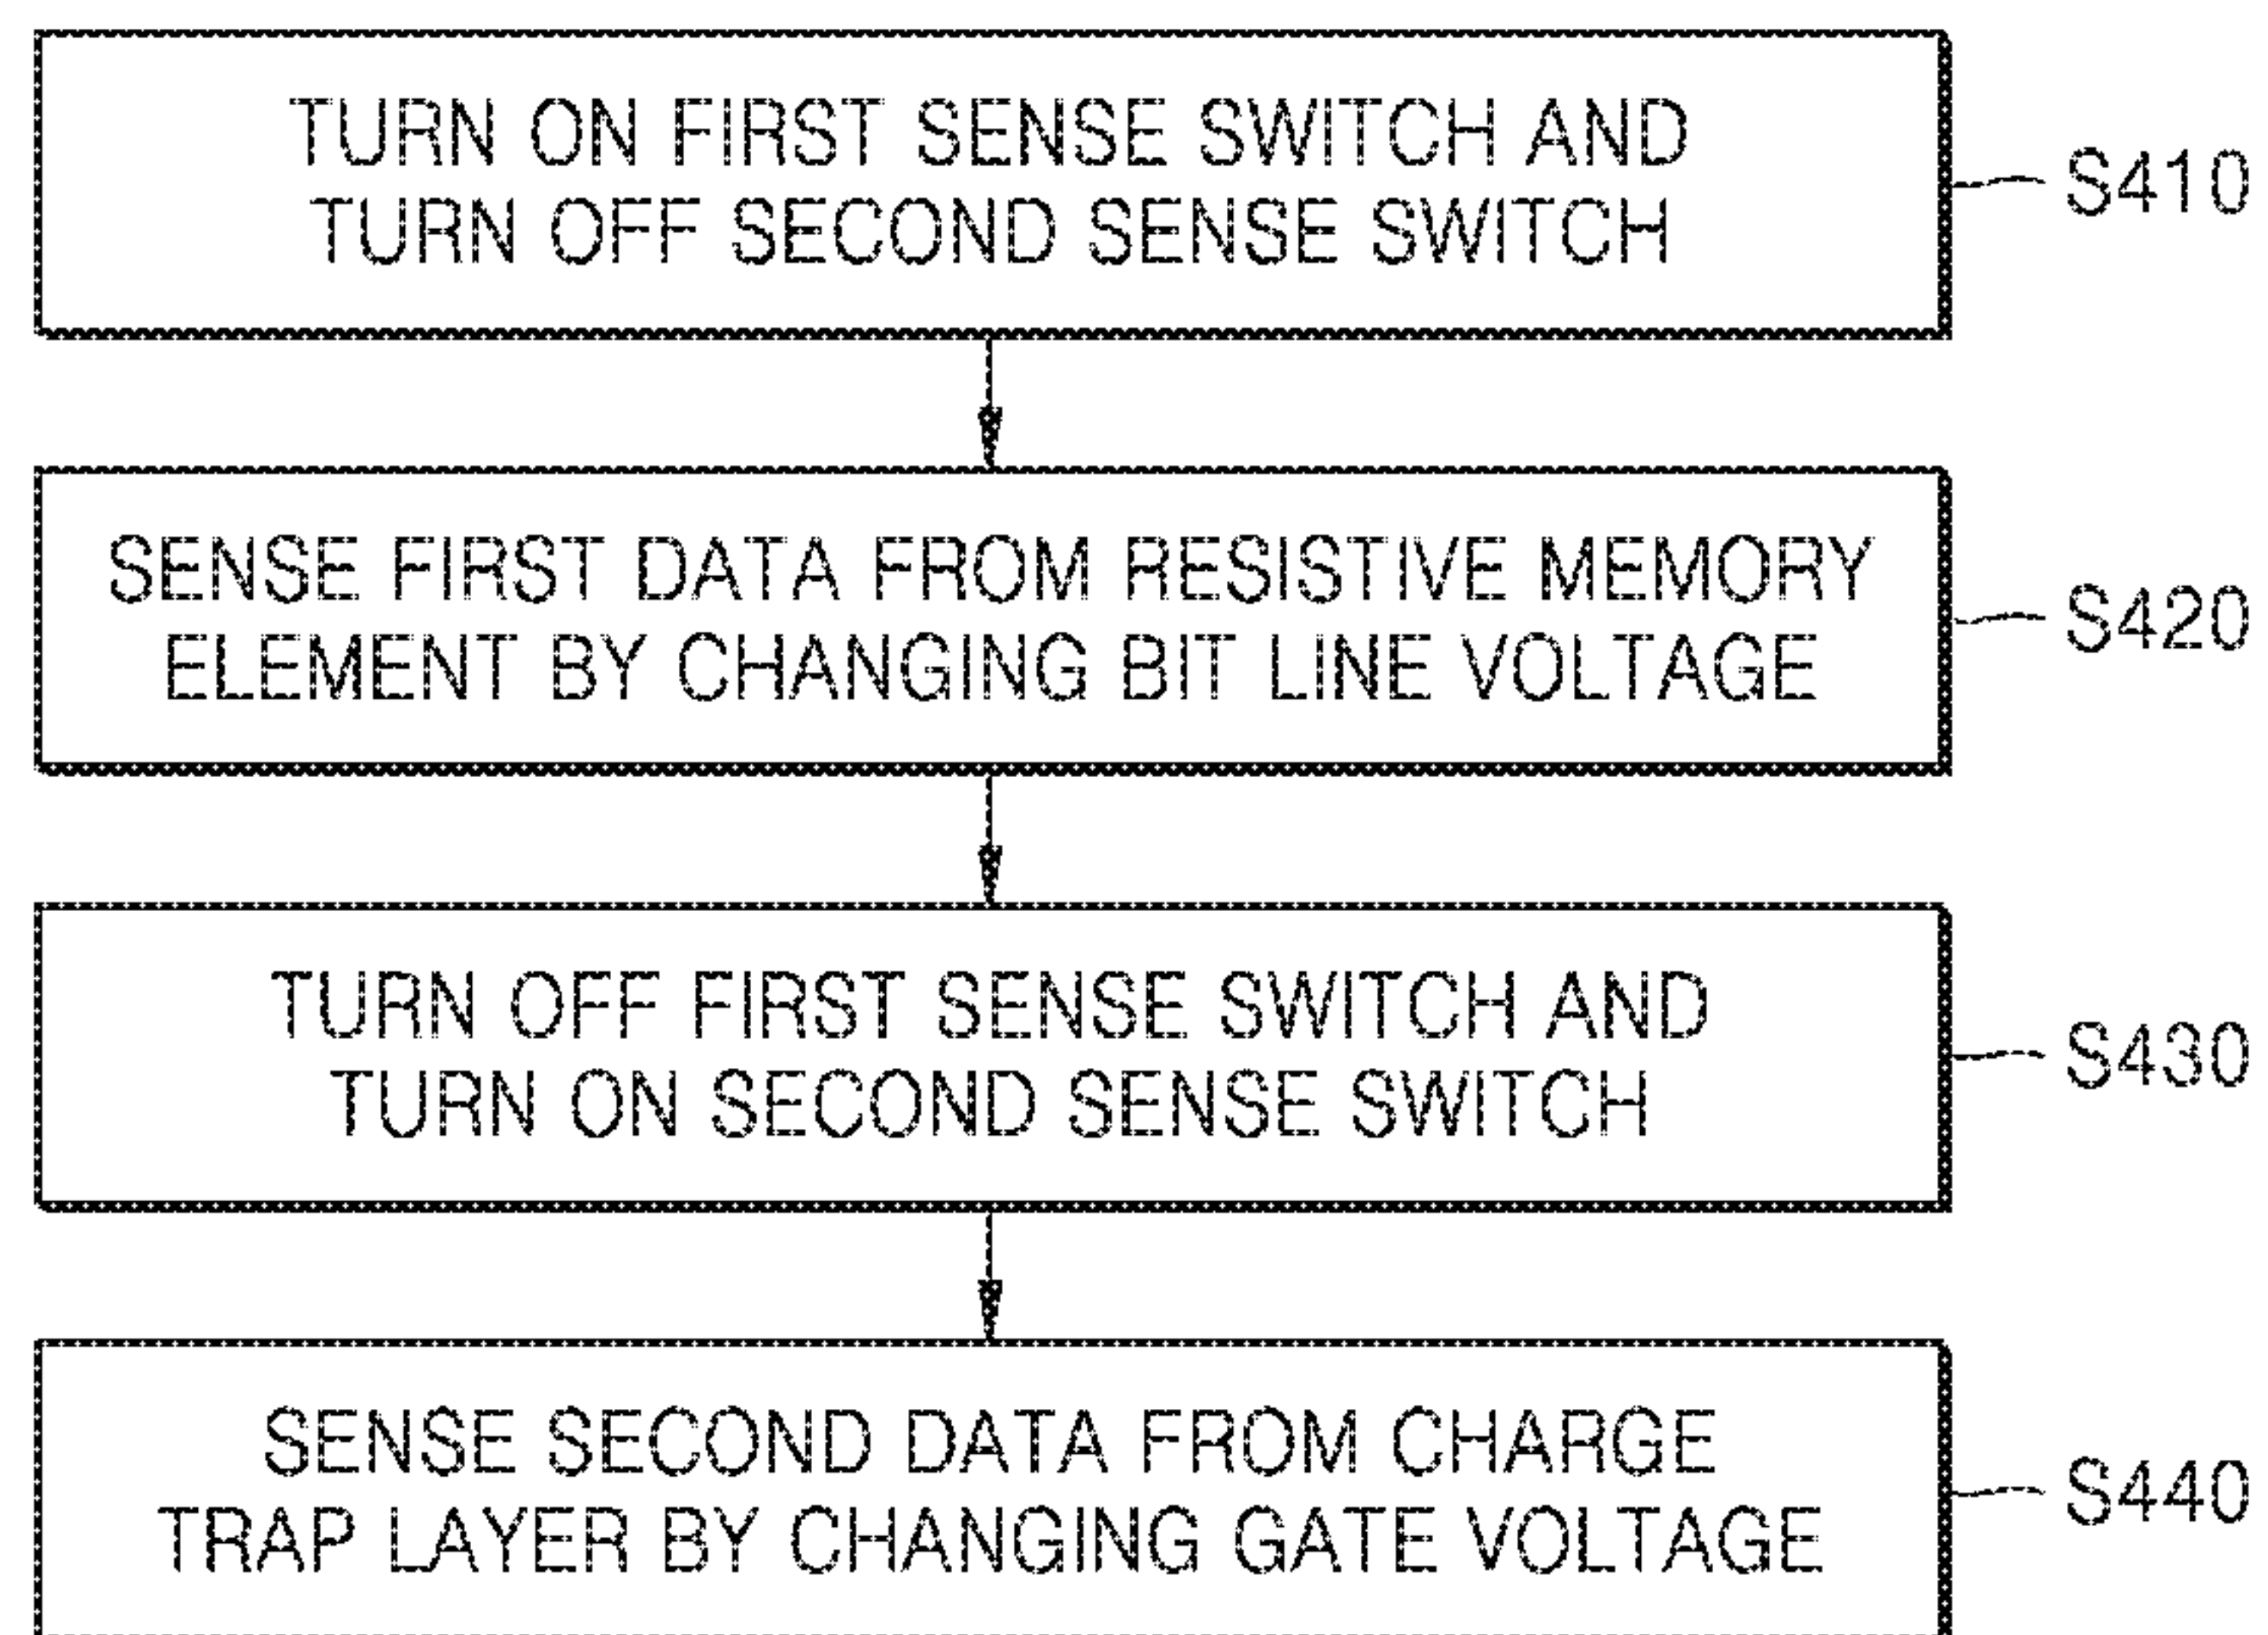 TURN ON FIRST SENSE SWITCH AND
TURN OFF SECOND SENSE SWITCH
S410
SENSE FIRST DATA FROM RESISTIVE MEMORY
ELEMENT BY CHANGING BIT LINE VOLTAGE
S420
TURN OFF FIRST SENSE SWITCH AND
TURN ON SECOND SENSE SWITCH
S430
SENSE SECOND DATA FROM CHARGE
TRAP LAYER BY CHANGING GATE VOLTAGE
S440